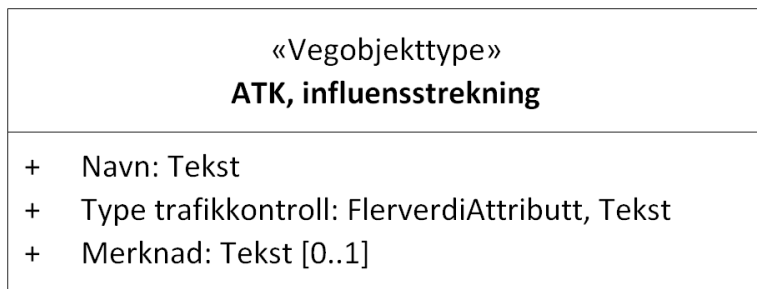 «Vegobjekttype»
ATK, influensstrekning
+ Navn: Tekst
+ Type trafikkontroll: FlerverdiAttributt, Tekst
+ Merknad: Tekst [0..1]